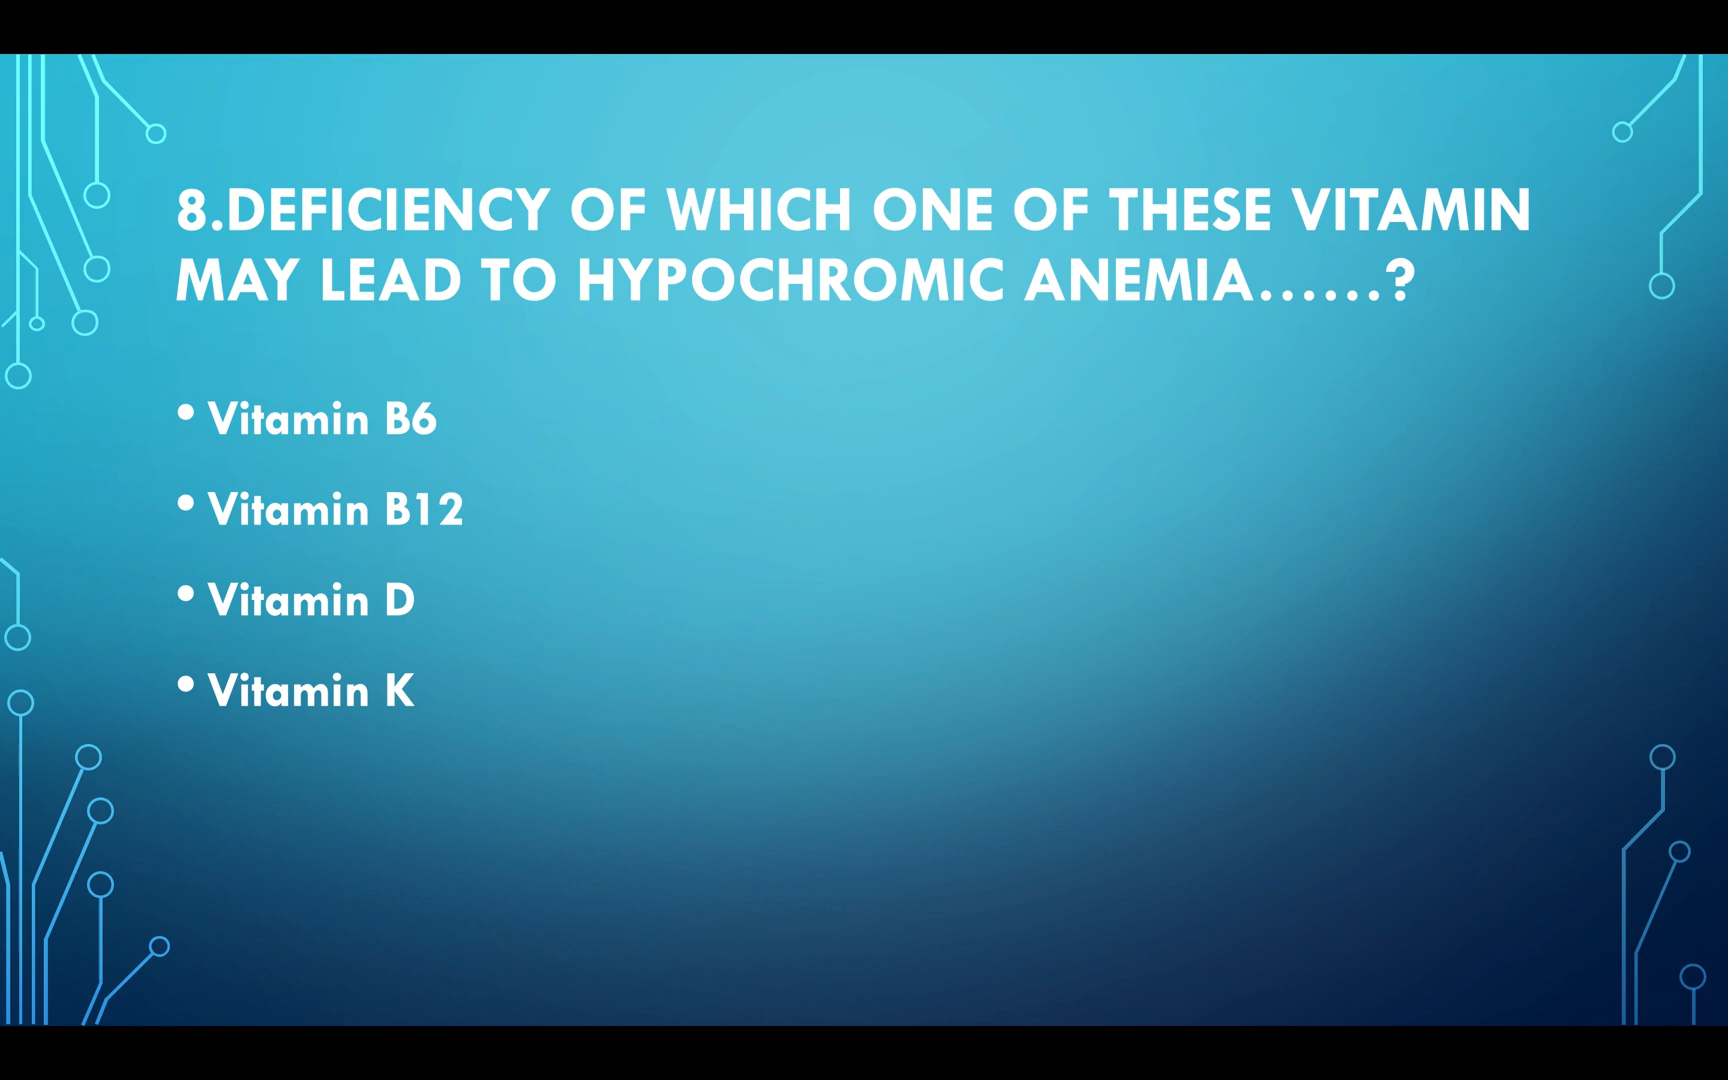 8.DEFICIENCY OF WHICH ONE OF THESE VITAMIN
MAY LEAD TO HYPOCHROMIC ANEMIA......?
• Vitamin B6
• Vitamin B12
• Vitamin D
• Vitamin K